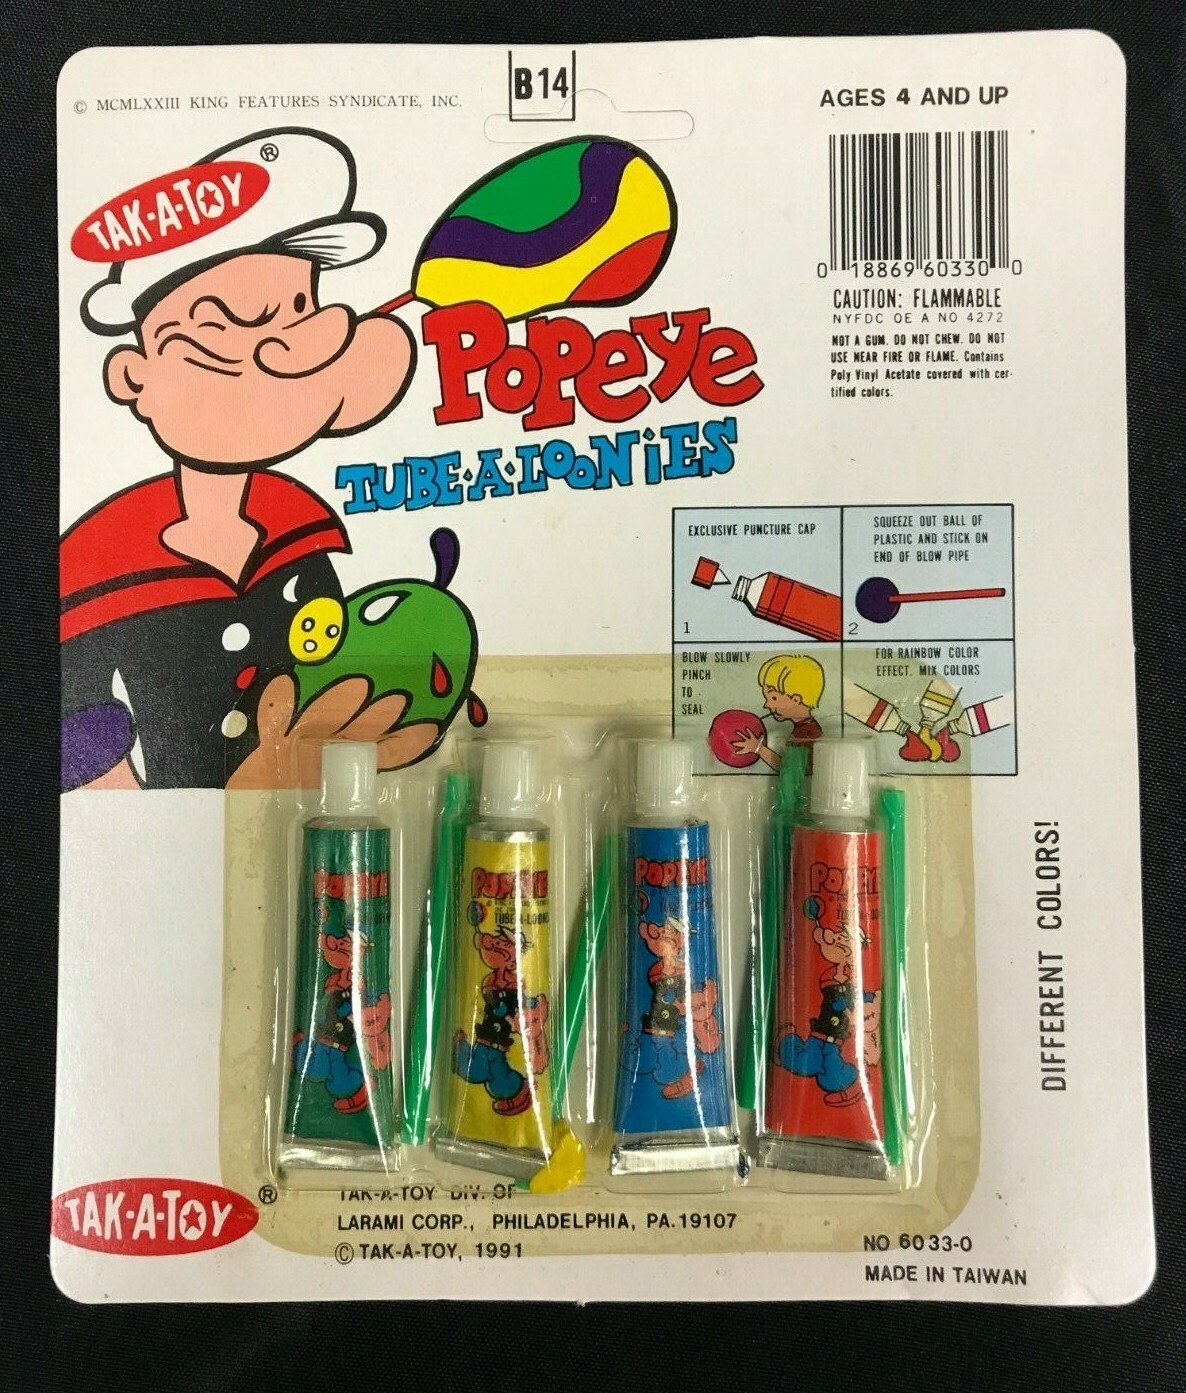 © MCMLXXIII KING FEATURES SYNDICATE, INC.
B14
AGES 4 AND UP
TAK-A-TOY ®
0 18869 60330 0
CAUTION: FLAMMABLE
NYFDC OE A NO 4272
NOT A GUM. DO NOT CHEW. DO NOT
USE NEAR FIRE OR FLAME. Contains
Poly Vinyl Acetate covered with cer-
tified colors.
POPEYE
TUBE·A·LOONiES
EXCLUSIVE PUNCTURE CAP
1
SQUEEZE OUT BALL OF
PLASTIC AND STICK ON
END OF BLOW PIPE
2
BLOW SLOWLY
PINCH
TO
SEAL
FOR RAINBOW COLOR
EFFECT. MIX COLORS
POPEYE
POPEYE
TUBE-A-LOON
POPEYE
POPEYE
DIFFERENT COLORS!
TAK-A-TOY ®
TAK-A-TOY DIV. OF
LARAMI CORP., PHILADELPHIA, PA. 19107
© TAK-A-TOY, 1991
NO 6033-0
MADE IN TAIWAN